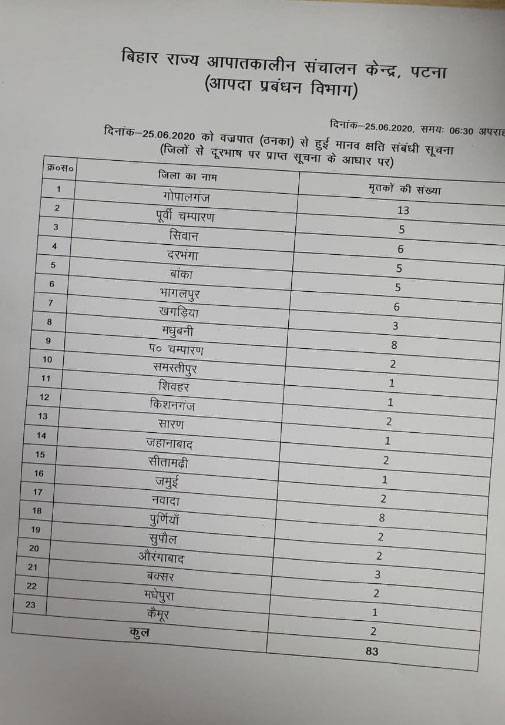 बिहार राज्य आपातकालीन संचालन केन्द्र, पटना
(आपदा प्रबंधन विभाग)
दिनांक–25.06.2020, समयः 06:30 अपराह
दिनांक–25.06.2020 को वज्रपात (ठनका) से हुई मानव क्षति संबंधी सूचना
(जिलों से दूरभाष पर प्राप्त सूचना के आधार पर)
क्र०स० जिला का नाम मृतकों की संख्या
1 गोपालगंज 13
2 पूर्वी चम्पारण 5
3 सिवान 6
4 दरभंगा 5
5 बांका 5
6 भागलपुर 6
7 खगड़िया 3
8 मधुबनी 8
9 प० चम्पारण 2
10 समस्तीपुर 1
11 शिवहर 1
12 किशनगंज 2
13 सारण 1
14 जहानाबाद 2
15 सीतामढ़ी 1
16 जमुई 2
17 नवादा 8
18 पुर्णियाँ 2
19 सुपौल 2
20 औरंगाबाद 3
21 बक्सर 2
22 मधेपुरा 1
23 कैमूर 2
कुल 83